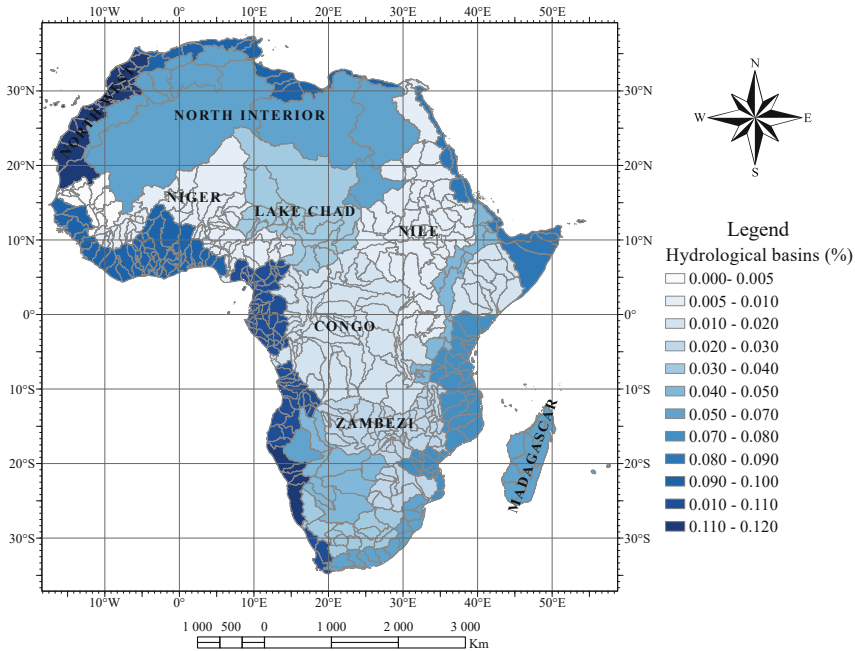 10°W 0° 10°E 20°E 30°E 40°E 50°E
30°N 30°N
20°N 20°N
10°N 10°N
0° 0°
10°S 10°S
20°S 20°S
30°S 30°S
NORTH WEST
NORTH INTERIOR
NIGER
LAKE CHAD
NILE
CONGO
ZAMBEZI
MADAGASCAR
10°W 0° 10°E 20°E 30°E 40°E 50°E
1 000 500 0 1 000 2 000 3 000
Km
N
W E
S
Legend
Hydrological basins (%)
0.000- 0.005
0.005 - 0.010
0.010 - 0.020
0.020 - 0.030
0.030 - 0.040
0.040 - 0.050
0.050 - 0.070
0.070 - 0.080
0.080 - 0.090
0.090 - 0.100
0.010 - 0.110
0.110 - 0.120